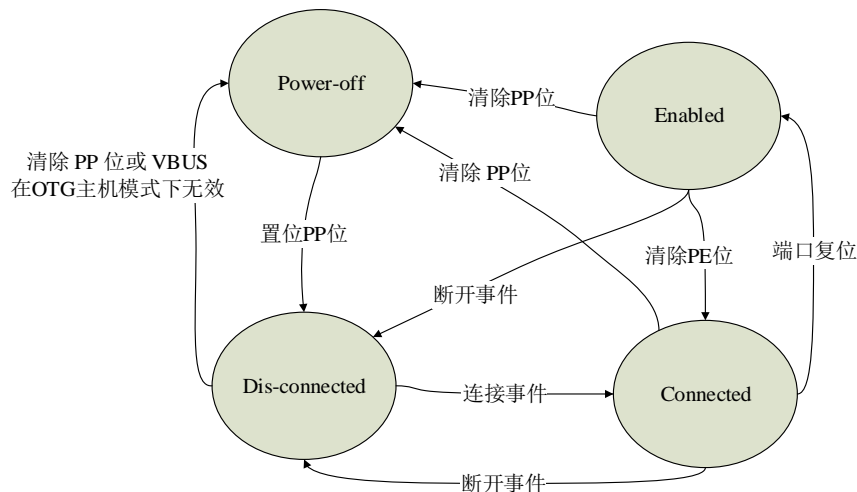 Power-off
Enabled
清除PP位
清除 PP 位或 VBUS
在OTG主机模式下无效
清除 PP位
置位PP位
清除PE位
端口复位
断开事件
Dis-connected
连接事件
Connected
断开事件